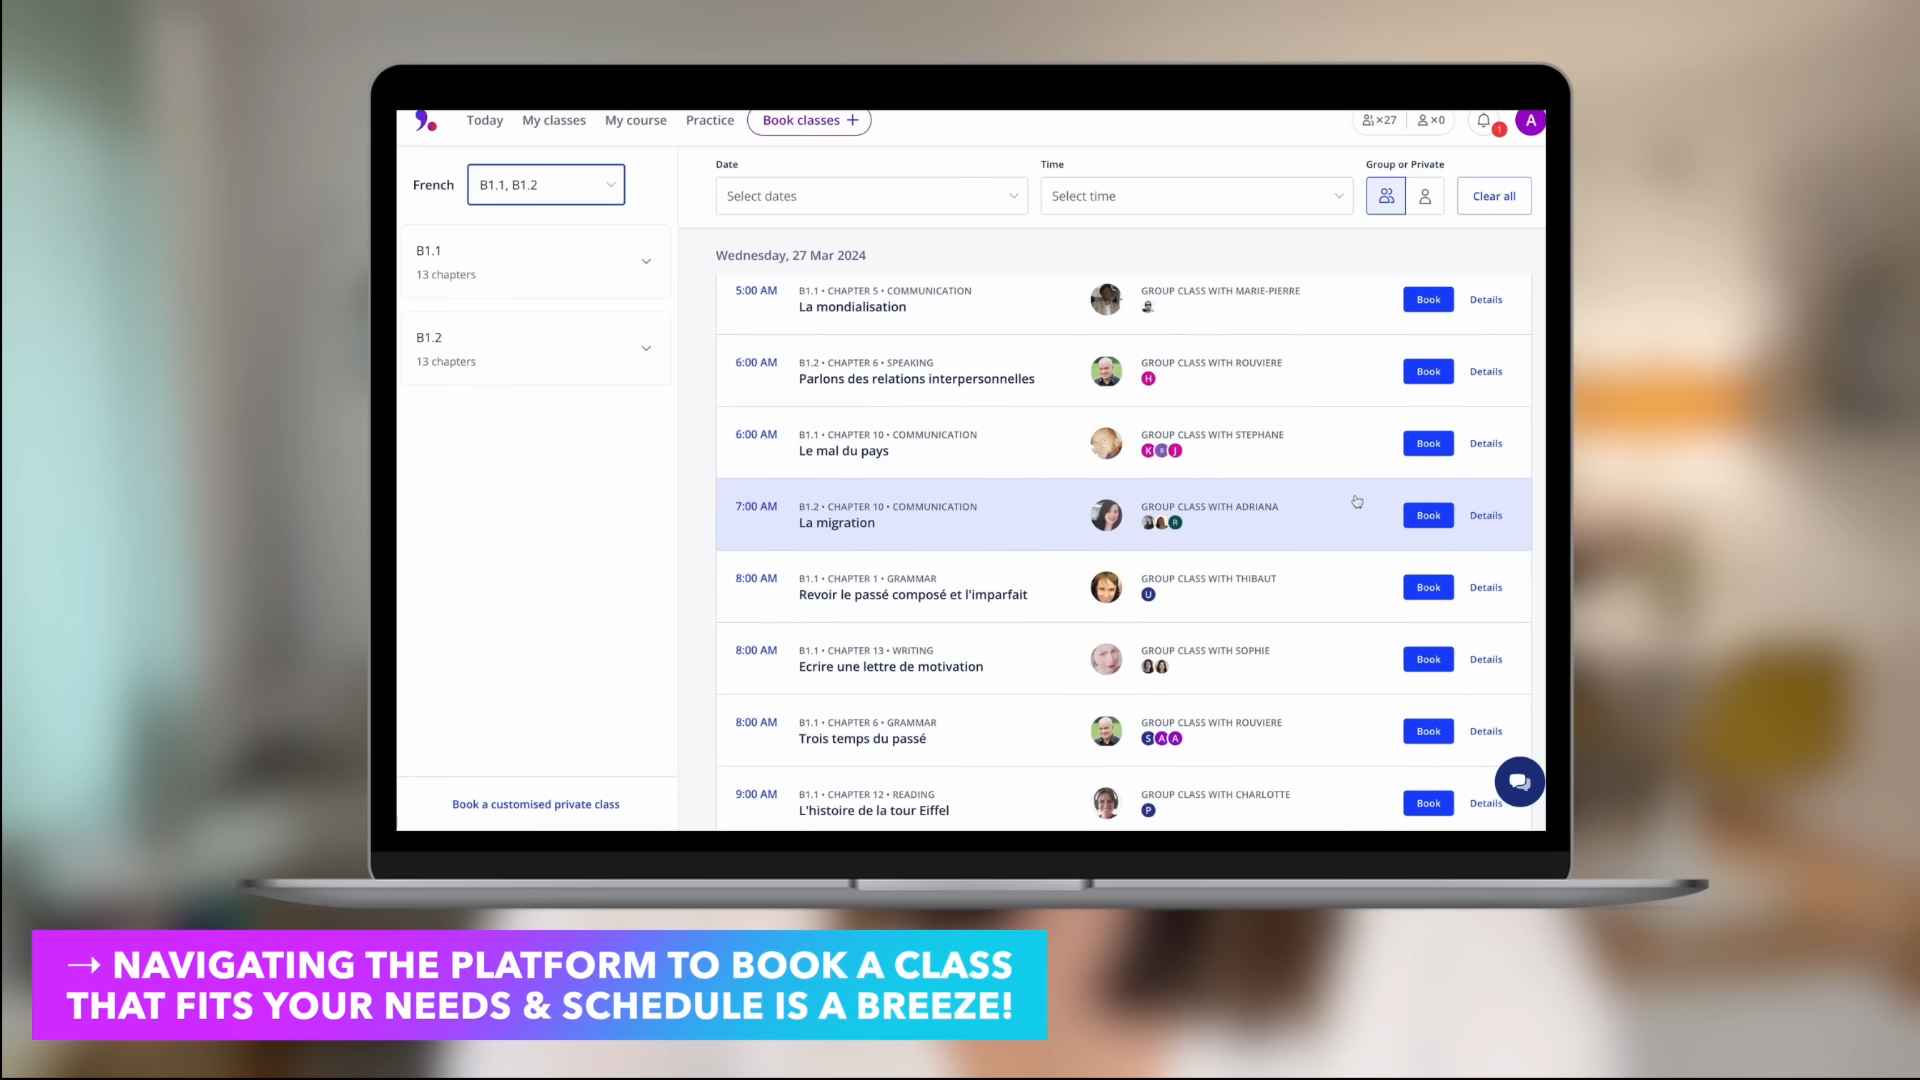 Today My classes My course Practice Book classes +
×27 ×0 1 A
French B1.1, B1.2
B1.1
13 chapters
B1.2
13 chapters
Book a customised private class
Date Time Group or Private
Select dates Select time Clear all
Wednesday, 27 Mar 2024
5:00 AM B1.1 • CHAPTER 5 • COMMUNICATION GROUP CLASS WITH MARIE-PIERRE
La mondialisation Book Details
6:00 AM B1.2 • CHAPTER 6 • SPEAKING GROUP CLASS WITH ROUVIERE
Parlons des relations interpersonnelles H Book Details
6:00 AM B1.1 • CHAPTER 10 • COMMUNICATION GROUP CLASS WITH STEPHANE
Le mal du pays K S J Book Details
7:00 AM B1.2 • CHAPTER 10 • COMMUNICATION GROUP CLASS WITH ADRIANA
La migration R Book Details
8:00 AM B1.1 • CHAPTER 1 • GRAMMAR GROUP CLASS WITH THIBAUT
Revoir le passé composé et l'imparfait U Book Details
8:00 AM B1.1 • CHAPTER 13 • WRITING GROUP CLASS WITH SOPHIE
Ecrire une lettre de motivation Book Details
8:00 AM B1.1 • CHAPTER 6 • GRAMMAR GROUP CLASS WITH ROUVIERE
Trois temps du passé S A A Book Details
9:00 AM B1.1 • CHAPTER 12 • READING GROUP CLASS WITH CHARLOTTE
L'histoire de la tour Eiffel P Book Details
→ NAVIGATING THE PLATFORM TO BOOK A CLASS
THAT FITS YOUR NEEDS & SCHEDULE IS A BREEZE!